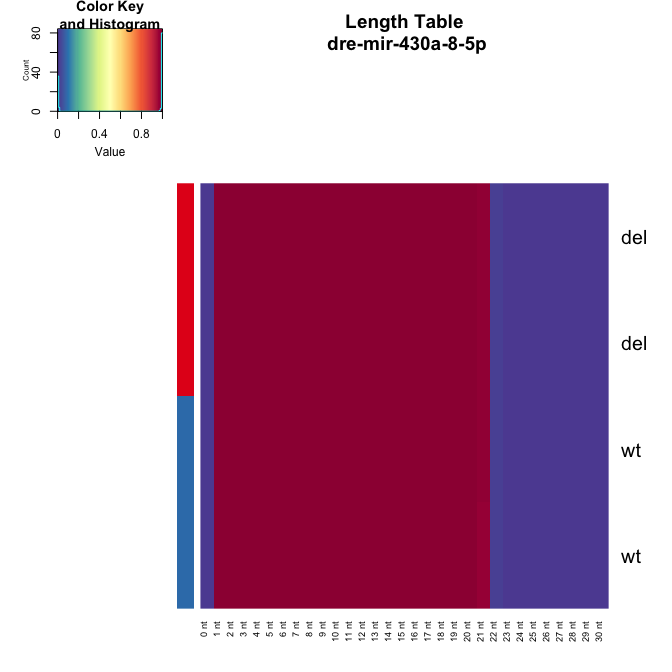 Color Key
and Histogram
Count
0 40 80
0 0.4 0.8
Value
Length Table
dre-mir-430a-8-5p
del
del
wt
wt
0 nt
1 nt
2 nt
3 nt
4 nt
5 nt
6 nt
7 nt
8 nt
9 nt
10 nt
11 nt
12 nt
13 nt
14 nt
15 nt
16 nt
17 nt
18 nt
19 nt
20 nt
21 nt
22 nt
23 nt
24 nt
25 nt
26 nt
27 nt
28 nt
29 nt
30 nt